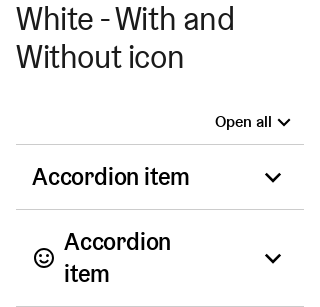 White - With and
Without icon
Open all
Accordion item
Accordion
item